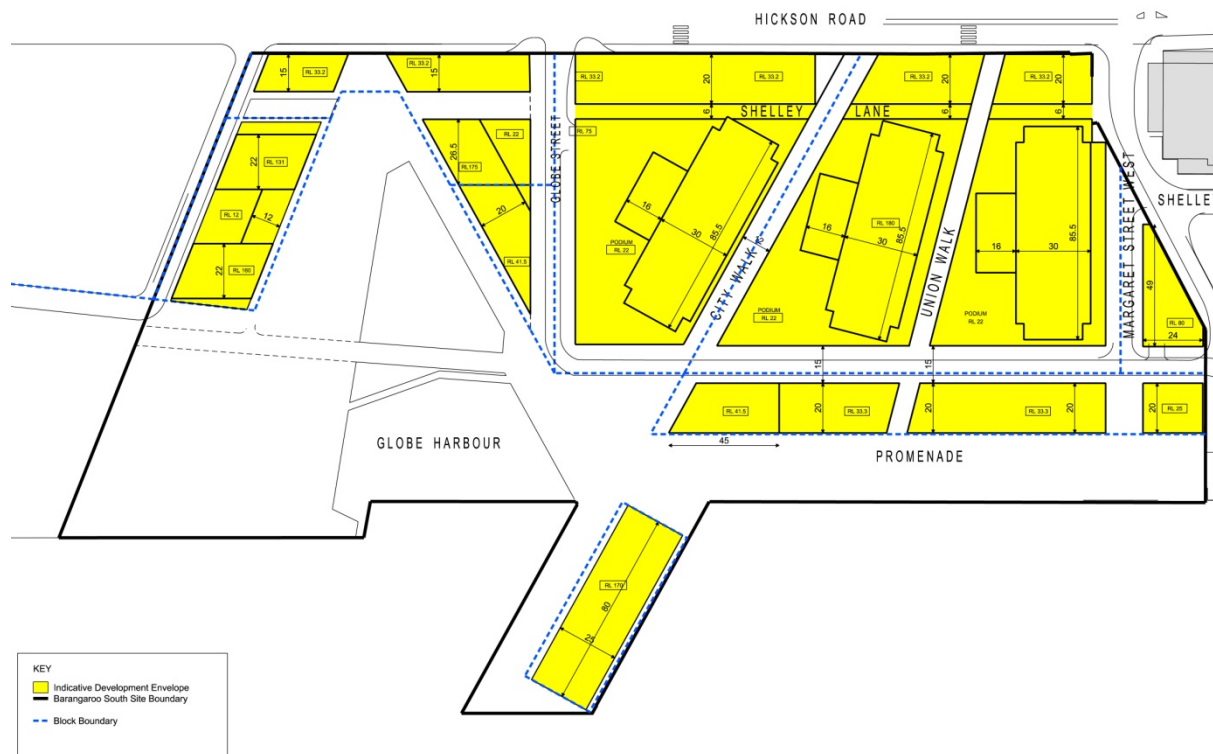 HICKSON ROAD
15
RL 33.2
RL 33.2
15
RL 33.2
RL 33.2
20
RL 33.2
20
RL 33.2
20
6
SHELLEY LANE
6
6
26.5
RL 22
RL175
GLOBE STREET
RL 75
22
RL 131
RL 12
12
22
RL 160
20
RL 41.5
16
30
85.5
PODIUM
RL 22
CITY WALK
16
30
RL 180
85.5
PODIUM
RL 22
UNION WALK
16
30
85.5
PODIUM
RL 22
MARGARET STREET WEST
SHELLE
49
RL 80
24
15
15
RL 41.5
20
RL 33.3
20
RL 33.3
20
20
RL 25
45
GLOBE HARBOUR
PROMENADE
RL 170
80
25
KEY
Indicative Development Envelope
Barangaroo South Site Boundary
Block Boundary